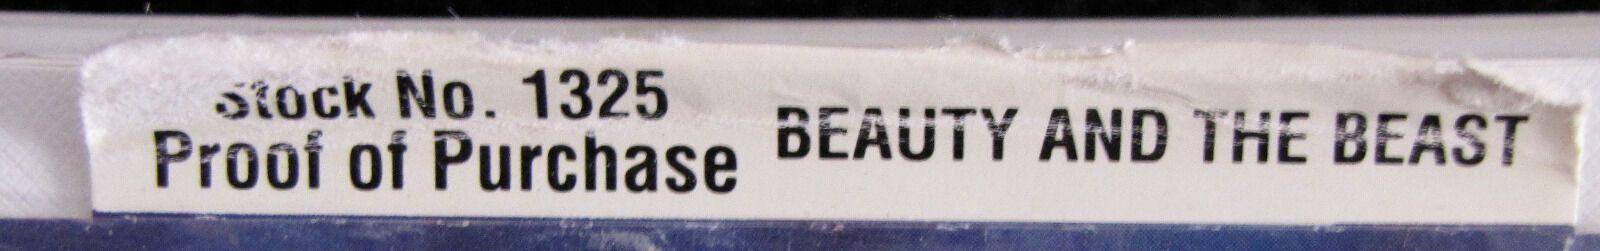 Stock No. 1325
Proof of Purchase
BEAUTY AND THE BEAST